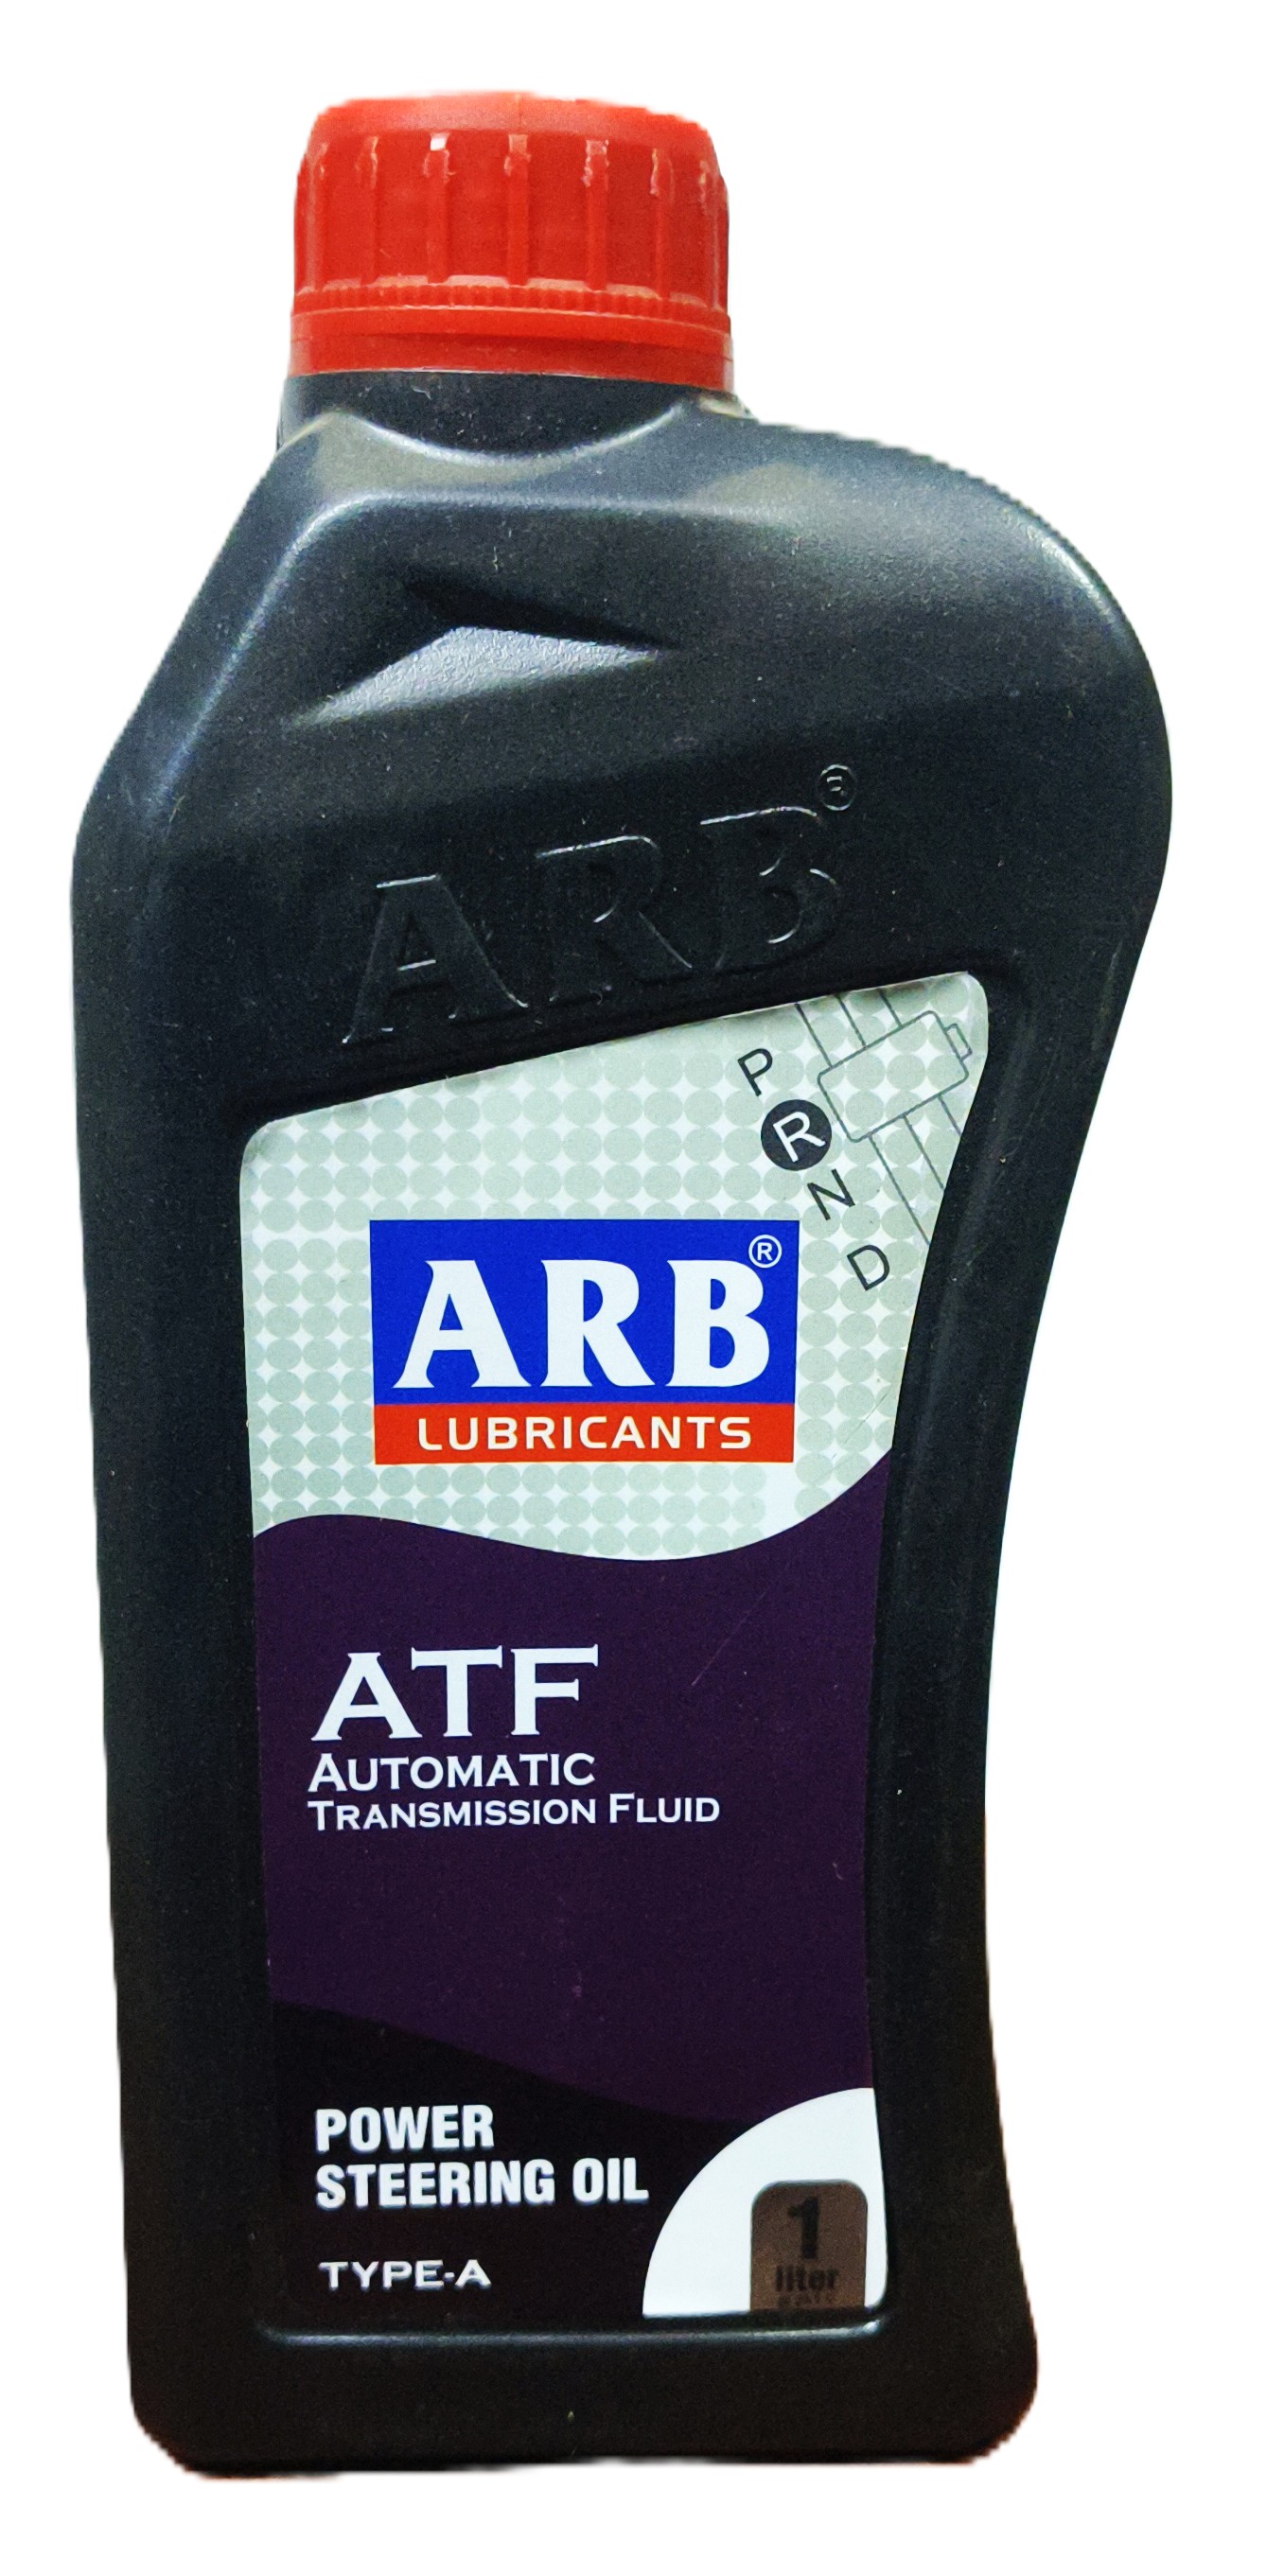 ARB®
P
R
N
D
ARB®
LUBRICANTS
ATF
AUTOMATIC
TRANSMISSION FLUID
POWER
STEERING OIL
TYPE-A
1
liter